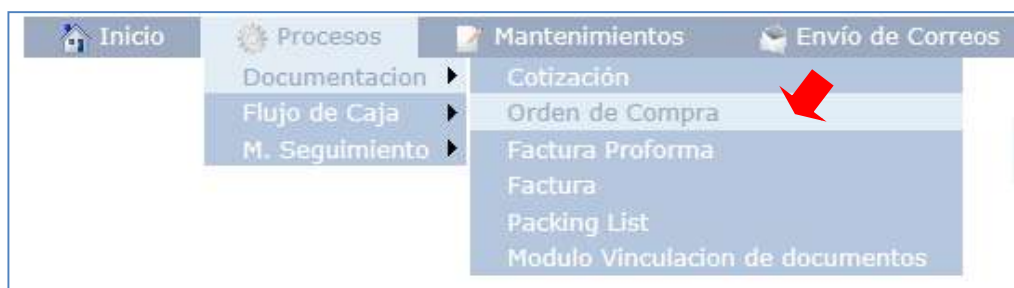 Inicio Procesos Mantenimientos Envío de Correos
Documentacion Cotización
Flujo de Caja Orden de Compra
M. Seguimiento Factura Proforma
Factura
Packing List
Modulo Vinculacion de documentos